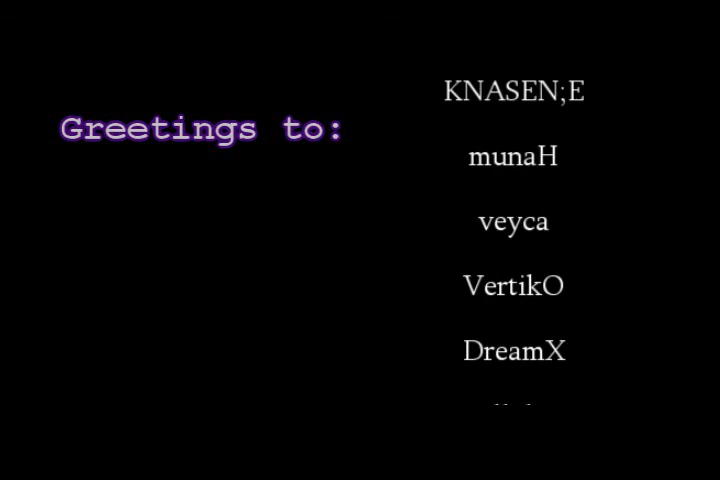 Greetings to:
KNASEN;E
munaH
veyca
VertikO
DreamX